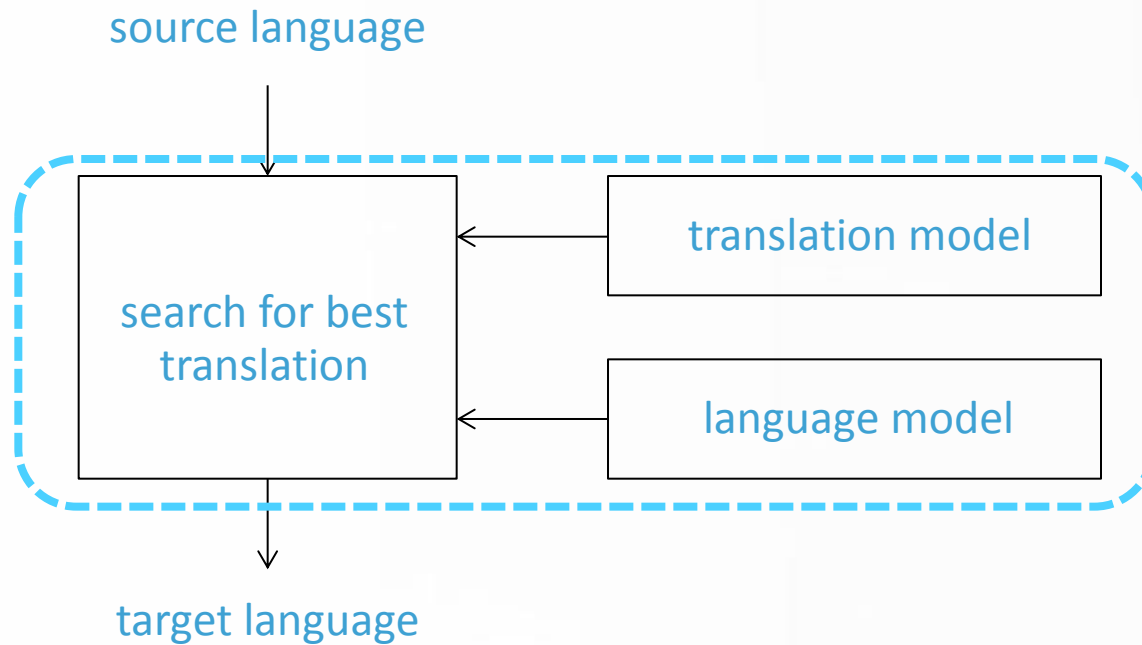 source language
translation model
search for best
translation
language model
target language